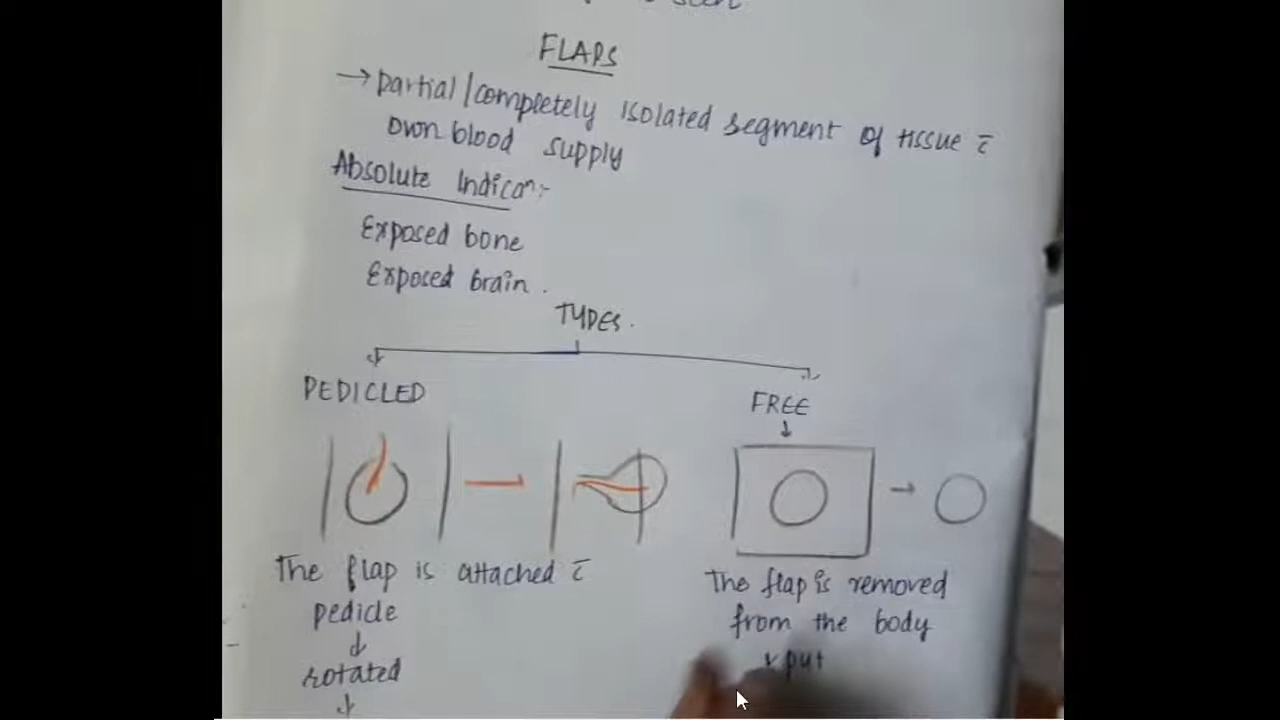 FLAPS
→ partial/completely isolated segment of tissue c̄
own blood supply
Absolute Indicaⁿ:-
Exposed bone
Exposed brain.
TYPES.
PEDICLED
FREE
The flap is attached c̄
pedicle
↓
rotated
↓
The flap is removed
from the body
put